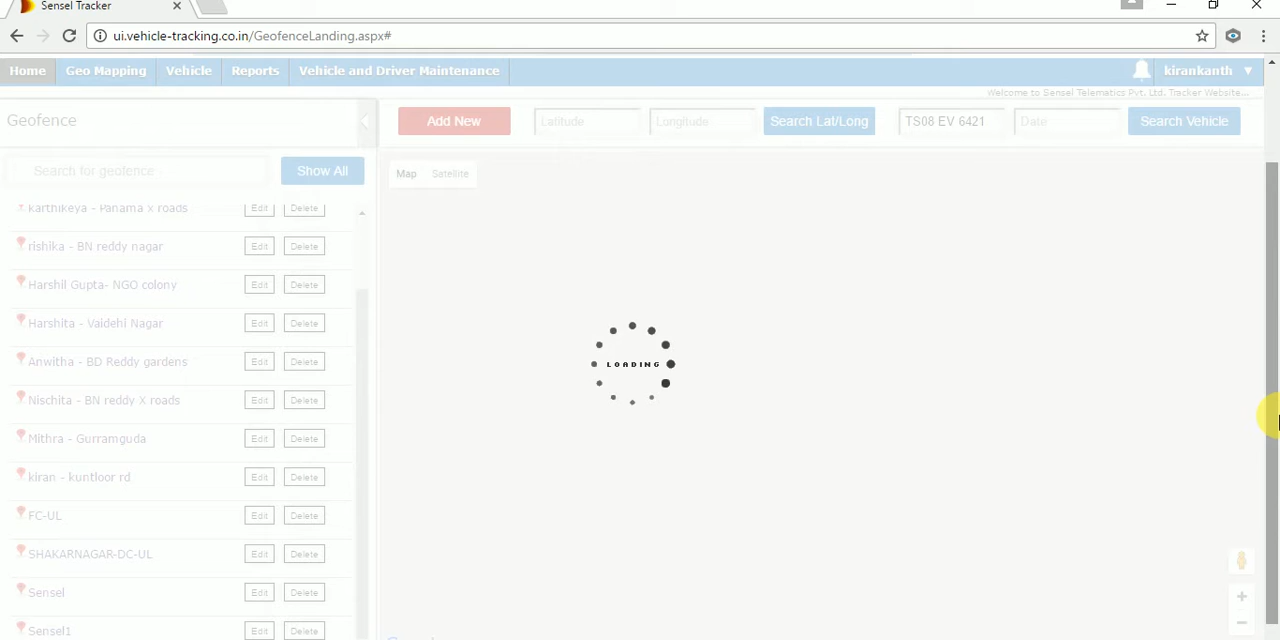 Sensel Tracker
ui.vehicle-tracking.co.in/GeofenceLanding.aspx#
Home Geo Mapping Vehicle Reports Vehicle and Driver Maintenance kirankanth
Welcome to Sensel Telematics Pvt. Ltd. Tracker Website...
Geofence Add New Latitude Longitude Search Lat/Long TS08 EV 6421 Date Search Vehicle
Search for geofence Show All Map Satellite
karthikeya - Panama X roads Edit Delete
rishika - BN reddy nagar Edit Delete
Harshil Gupta- NGO colony Edit Delete
Harshita - Vaidehi Nagar Edit Delete
LOADING
Anwitha - BD Reddy gardens Edit Delete
Nischita - BN reddy X roads Edit Delete
Mithra - Gurramguda Edit Delete
kiran - kuntloor rd Edit Delete
FC-UL Edit Delete
SHAKARNAGAR-DC-UL Edit Delete
Sensel Edit Delete
Sensel1 Edit Delete